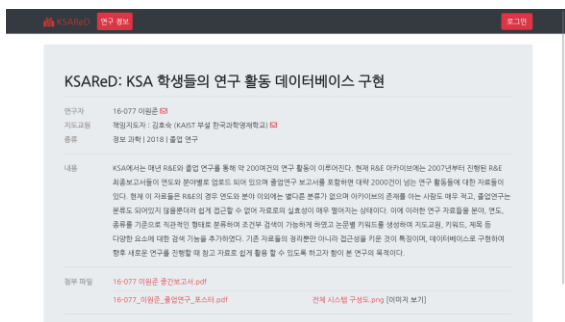 KSAReD 연구 정보 로그인
KSAReD: KSA 학생들의 연구 활동 데이터베이스 구현
연구자 16-077 이원준
지도교원 책임지도자 : 김호숙 (KAIST 부설 한국과학영재학교)
종류 정보 과학 | 2018 | 졸업 연구
내용 KSA에서는 매년 R&E와 졸업 연구를 통해 약 200여건의 연구 활동이 이루어진다. 현재 R&E 아카이브에는 2007년부터 진행된 R&E
최종보고서들이 연도와 분야별로 업로드 되어 있으며 졸업연구 보고서를 포함하면 대략 2000건이 넘는 연구 활동들에 대한 자료들이
있다. 현재 이 자료들은 R&E의 경우 연도와 분야 이외에는 별다른 분류가 없으며 아카이브의 존재를 아는 사람도 매우 적고, 졸업연구는
분류도 되어있지 않을뿐더러 쉽게 접근할 수 없어 자료로의 실효성이 매우 떨어지는 상태이다. 이에 이러한 연구 자료들을 분야, 연도,
종류를 기준으로 직관적인 형태로 분류하여 조건부 검색이 가능하게 하였고 논문별 키워드를 생성하여 지도교원, 키워드, 제목 등
다양한 요소에 대한 검색 기능을 추가하였다. 기존 자료들의 정리뿐만 아니라 접근성을 키운 것이 특징이며, 데이터베이스로 구현하여
향후 새로운 연구를 진행할 때 참고 자료로 쉽게 활용 할 수 있도록 하고자 함이 본 연구의 목적이다.
첨부 파일 16-077 이원준 중간보고서.pdf
16-077_이원준_졸업연구_포스터.pdf 전체 시스템 구성도.png [이미지 보기]